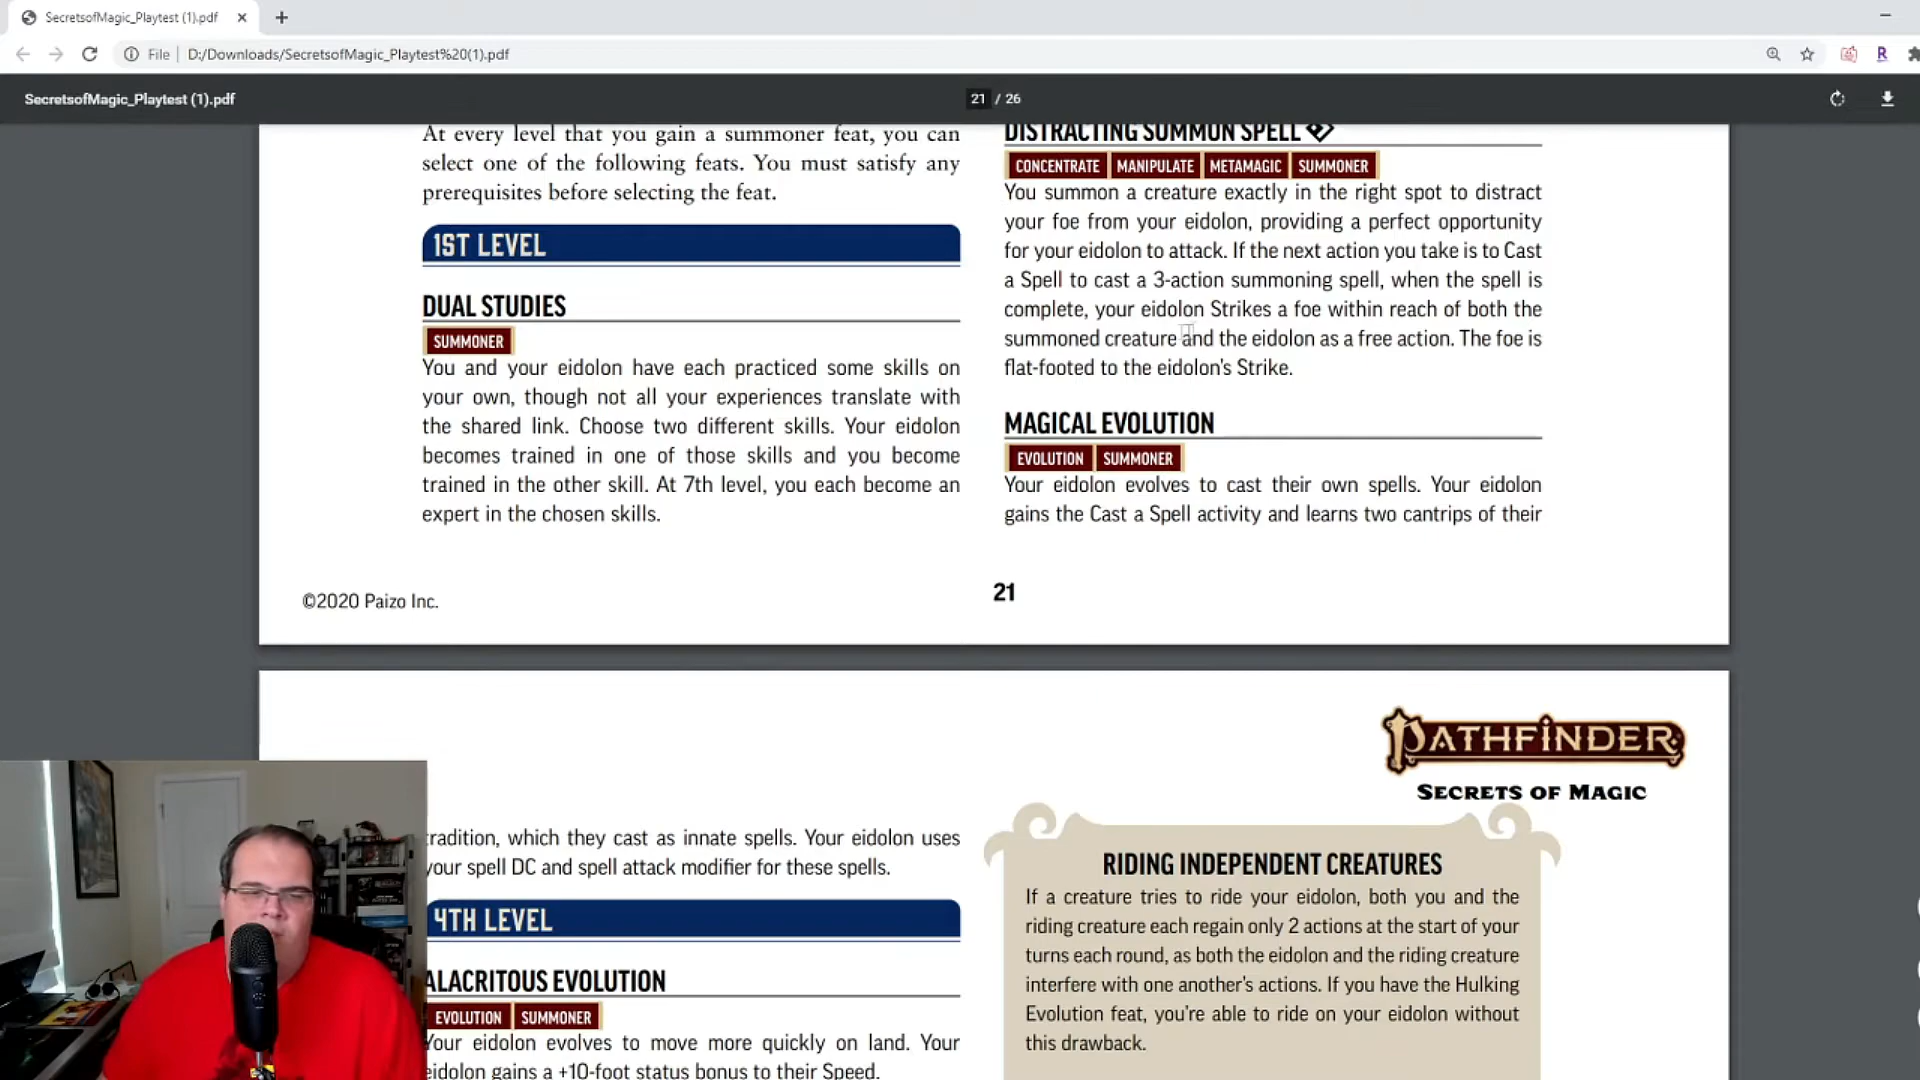 SecretsofMagic_Playtest (1).pdf
File
D:/Downloads/SecretsofMagic_Playtest%20(1).pdf
R
SecretsofMagic_Playtest (1).pdf
21 / 26
At every level that you gain a summoner feat, you can
select one of the following feats. You must satisfy any
prerequisites before selecting the feat.
1ST LEVEL
DUAL STUDIES
SUMMONER
You and your eidolon have each practiced some skills on
your own, though not all your experiences translate with
the shared link. Choose two different skills. Your eidolon
becomes trained in one of those skills and you become
trained in the other skill. At 7th level, you each become an
expert in the chosen skills.
DISTRACTING SUMMON SPELL
CONCENTRATE MANIPULATE METAMAGIC SUMMONER
You summon a creature exactly in the right spot to distract
your foe from your eidolon, providing a perfect opportunity
for your eidolon to attack. If the next action you take is to Cast
a Spell to cast a 3-action summoning spell, when the spell is
complete, your eidolon Strikes a foe within reach of both the
summoned creature and the eidolon as a free action. The foe is
flat-footed to the eidolon's Strike.
MAGICAL EVOLUTION
EVOLUTION SUMMONER
Your eidolon evolves to cast their own spells. Your eidolon
gains the Cast a Spell activity and learns two cantrips of their
©2020 Paizo Inc.
21
PATHFINDER
SECRETS OF MAGIC
tradition, which they cast as innate spells. Your eidolon uses
your spell DC and spell attack modifier for these spells.
4TH LEVEL
ALACRITOUS EVOLUTION
EVOLUTION SUMMONER
Your eidolon evolves to move more quickly on land. Your
eidolon gains a +10-foot status bonus to their Speed.
RIDING INDEPENDENT CREATURES
If a creature tries to ride your eidolon, both you and the
riding creature each regain only 2 actions at the start of your
turns each round, as both the eidolon and the riding creature
interfere with one another's actions. If you have the Hulking
Evolution feat, you're able to ride on your eidolon without
this drawback.